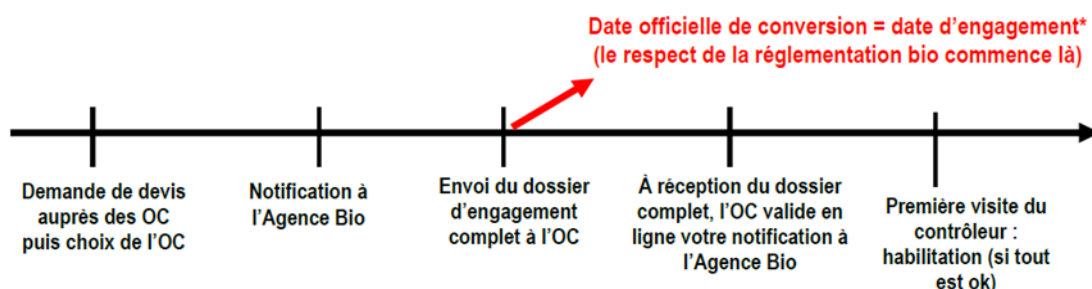 Date officielle de conversion = date d’engagement*
(le respect de la réglementation bio commence là)
Demande de devis
auprès des OC
puis choix de l’OC
Notification à
l’Agence Bio
Envoi du dossier
d’engagement
complet à l’OC
À réception du dossier
complet, l’OC valide en
ligne votre notification à
l’Agence Bio
Première visite du
contrôleur :
habilitation (si tout
est ok)